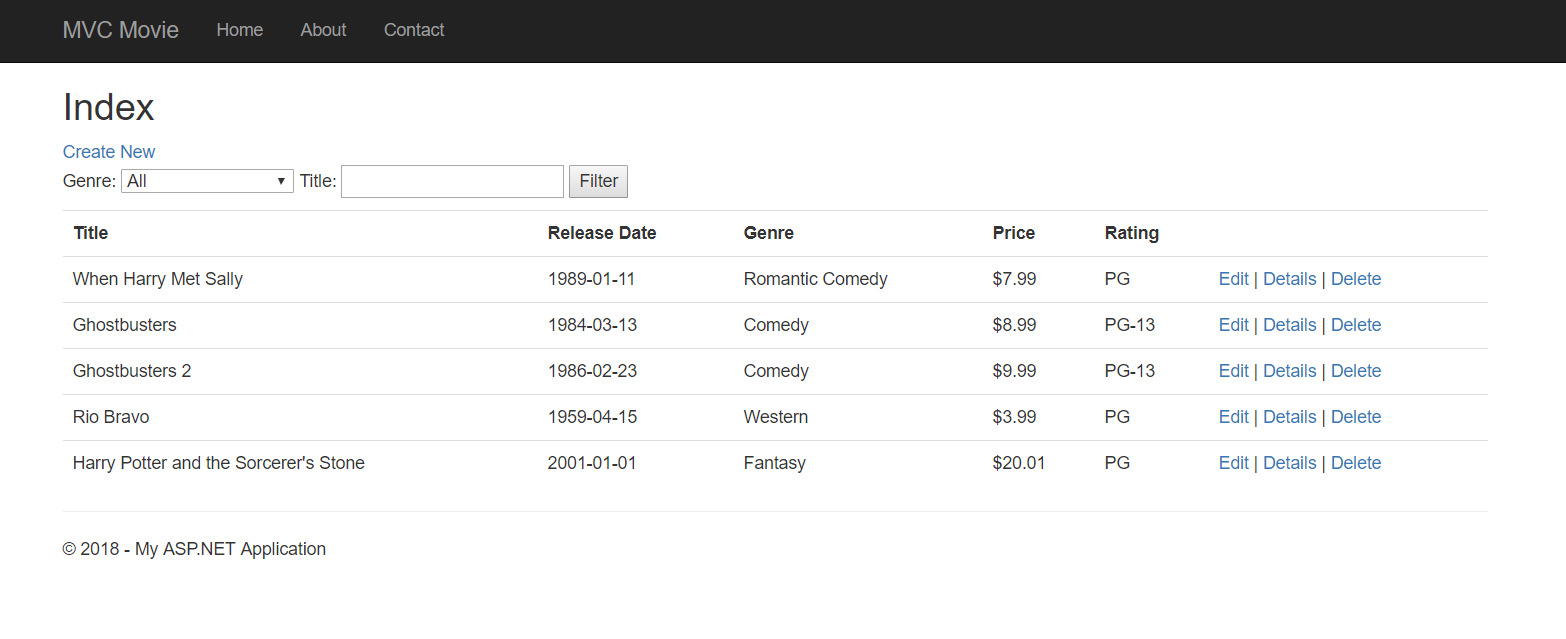 MVC Movie Home About Contact
Index
Create New
Genre: All Title: Filter
Title Release Date Genre Price Rating
When Harry Met Sally 1989-01-11 Romantic Comedy $7.99 PG Edit | Details | Delete
Ghostbusters 1984-03-13 Comedy $8.99 PG-13 Edit | Details | Delete
Ghostbusters 2 1986-02-23 Comedy $9.99 PG-13 Edit | Details | Delete
Rio Bravo 1959-04-15 Western $3.99 PG Edit | Details | Delete
Harry Potter and the Sorcerer's Stone 2001-01-01 Fantasy $20.01 PG Edit | Details | Delete
© 2018 - My ASP.NET Application